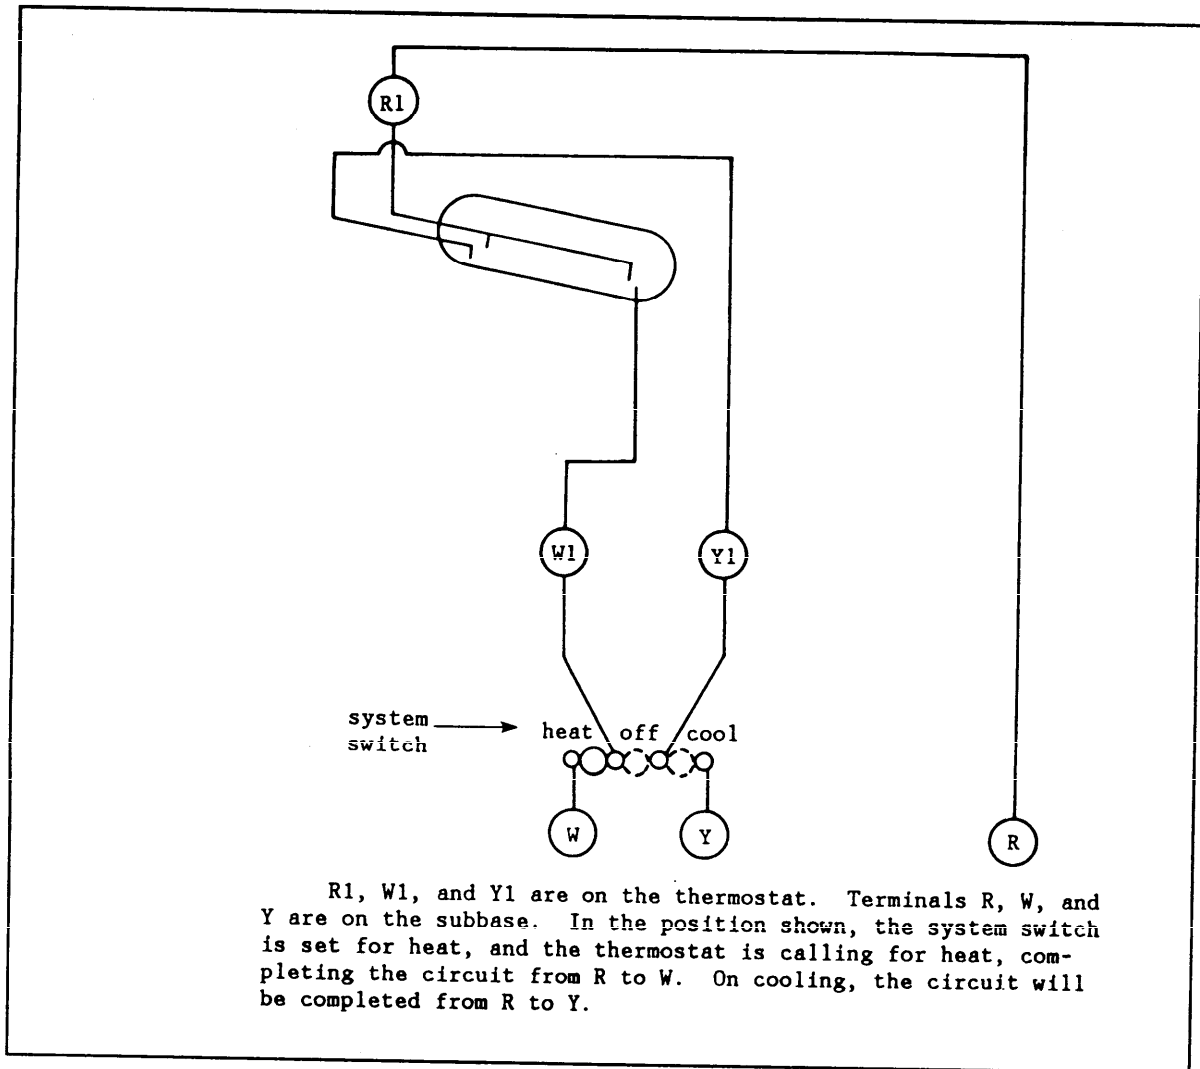 R1
W1
Y1
system
switch
heat off cool
W
Y
R
R1, W1, and Y1 are on the thermostat. Terminals R, W, and
Y are on the subbase. In the position shown, the system switch
is set for heat, and the thermostat is calling for heat, com-
pleting the circuit from R to W. On cooling, the circuit will
be completed from R to Y.